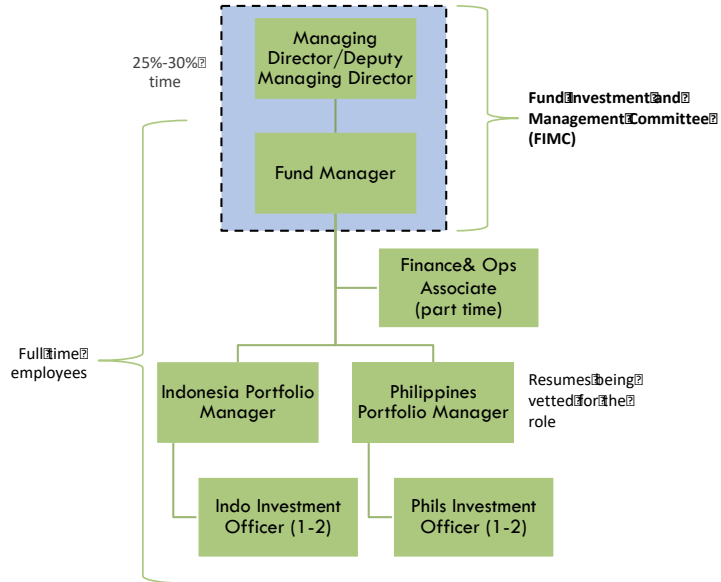 Managing
Director/Deputy
Managing Director
25%-30%⍰
time
Fund⍰Investment⍰and⍰
Management⍰Committee⍰
(FIMC)
Fund Manager
Finance& Ops
Associate
(part time)
Full⍰time⍰
employees
Indonesia Portfolio
Manager
Philippines
Portfolio Manager
Resumes⍰being⍰
vetted⍰for⍰the⍰
role
Indo Investment
Officer (1-2)
Phils Investment
Officer (1-2)